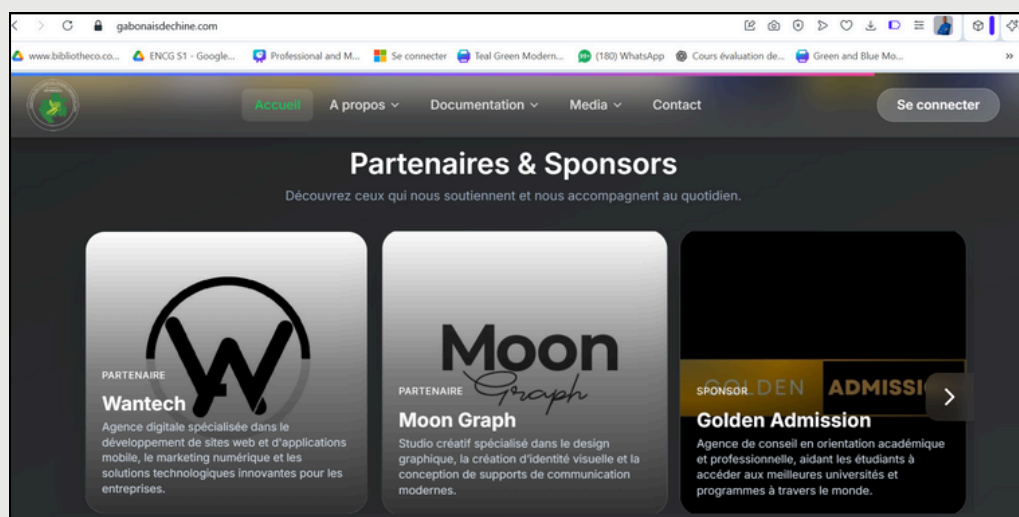 gabonaisdechine.com
www.bibliotheco.co...
ENCG S1 - Google...
Professional and M...
Se connecter
Teal Green Modern...
(180) WhatsApp
Cours évaluation de...
Green and Blue Mo...
»
Accueil
A propos
Documentation
Media
Contact
Se connecter
Partenaires & Sponsors
Découvrez ceux qui nous soutiennent et nous accompagnent au quotidien.
PARTENAIRE
Wantech
Agence digitale spécialisée dans le
développement de sites web et d'applications
mobile, le marketing numérique et les
solutions technologiques innovantes pour les
entreprises.
Moon
Graph
PARTENAIRE
Moon Graph
Studio créatif spécialisé dans le design
graphique, la création d'identité visuelle et la
conception de supports de communication
modernes.
GOLDEN ADMISSI
SPONSOR
Golden Admission
Agence de conseil en orientation académique
et professionnelle, aidant les étudiants à
accéder aux meilleures universités et
programmes à travers le monde.